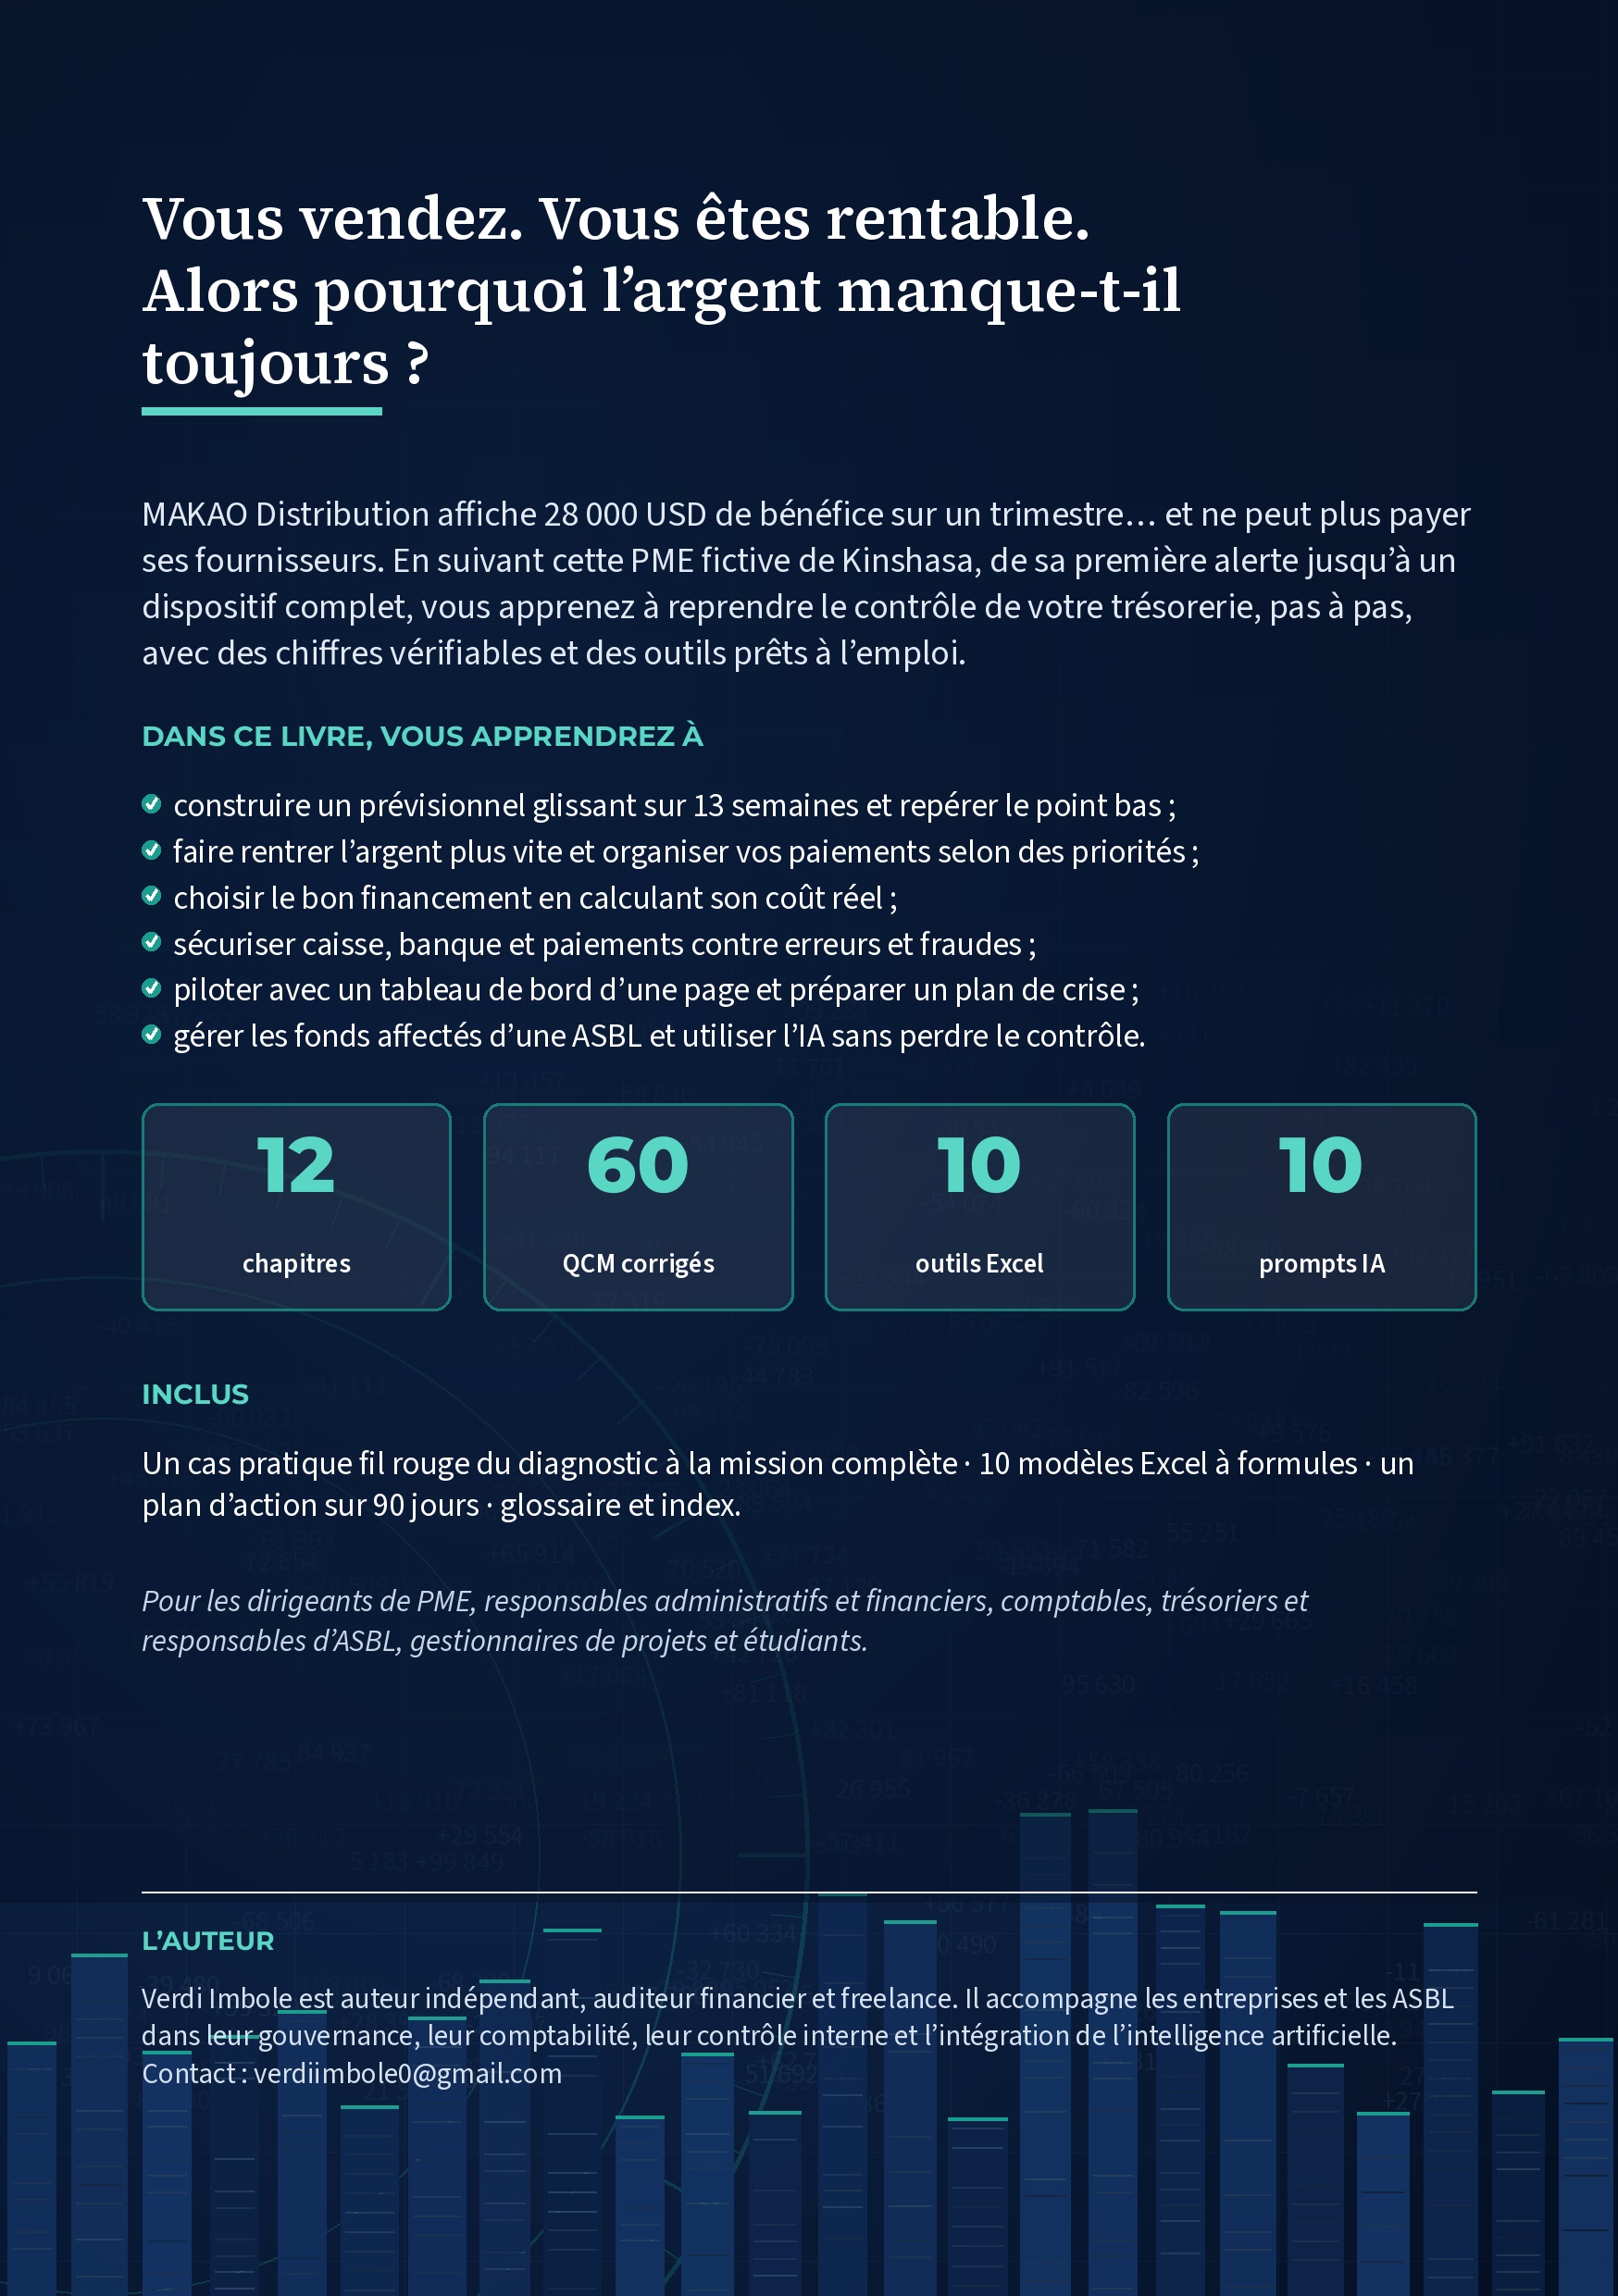 Vous vendez. Vous êtes rentable.
Alors pourquoi l’argent manque-t-il
toujours ?
MAKAO Distribution affiche 28 000 USD de bénéfice sur un trimestre… et ne peut plus payer
ses fournisseurs. En suivant cette PME fictive de Kinshasa, de sa première alerte jusqu’à un
dispositif complet, vous apprenez à reprendre le contrôle de votre trésorerie, pas à pas,
avec des chiffres vérifiables et des outils prêts à l’emploi.
DANS CE LIVRE, VOUS APPRENDREZ À
construire un prévisionnel glissant sur 13 semaines et repérer le point bas ;
faire rentrer l’argent plus vite et organiser vos paiements selon des priorités ;
choisir le bon financement en calculant son coût réel ;
sécuriser caisse, banque et paiements contre erreurs et fraudes ;
piloter avec un tableau de bord d’une page et préparer un plan de crise ;
gérer les fonds affectés d’une ASBL et utiliser l’IA sans perdre le contrôle.
12
chapitres
60
QCM corrigés
10
outils Excel
10
prompts IA
INCLUS
Un cas pratique fil rouge du diagnostic à la mission complète · 10 modèles Excel à formules · un
plan d’action sur 90 jours · glossaire et index.
Pour les dirigeants de PME, responsables administratifs et financiers, comptables, trésoriers et
responsables d’ASBL, gestionnaires de projets et étudiants.
L’AUTEUR
Verdi Imbole est auteur indépendant, auditeur financier et freelance. Il accompagne les entreprises et les ASBL
dans leur gouvernance, leur comptabilité, leur contrôle interne et l’intégration de l’intelligence artificielle.
Contact : verdiimbole0@gmail.com